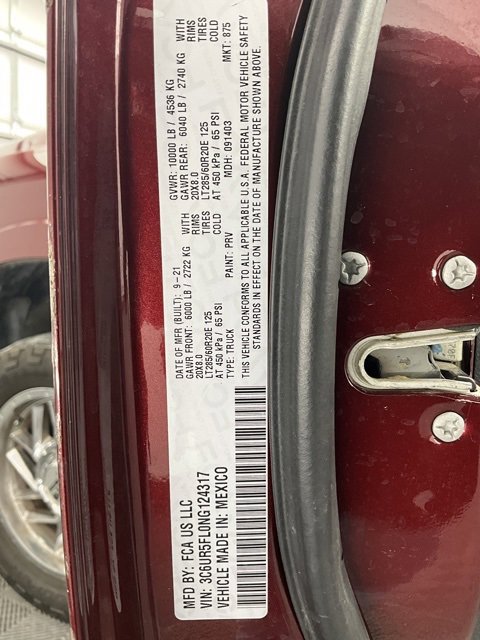 MFD BY: FCA US LLC
DATE OF MFR (BUILT): 9-21
GVWR: 10000 LB / 4536 KG
GAWR FRONT: 6000 LB / 2722 KG WITH
20X8.0 RIMS
LT285/60R20E 125 TIRES
AT 450 kPa / 65 PSI COLD
GAWR REAR: 6040 LB / 2740 KG WITH
20X8.0 RIMS
LT285/60R20E 125 TIRES
AT 450 kPa / 65 PSI COLD
VIN: 3C6UR5FL0NG124317
TYPE: TRUCK
PAINT: PRV
MDH: 091403
MKT: 875
VEHICLE MADE IN: MEXICO
THIS VEHICLE CONFORMS TO ALL APPLICABLE U.S.A. FEDERAL MOTOR VEHICLE SAFETY
STANDARDS IN EFFECT ON THE DATE OF MANUFACTURE SHOWN ABOVE.